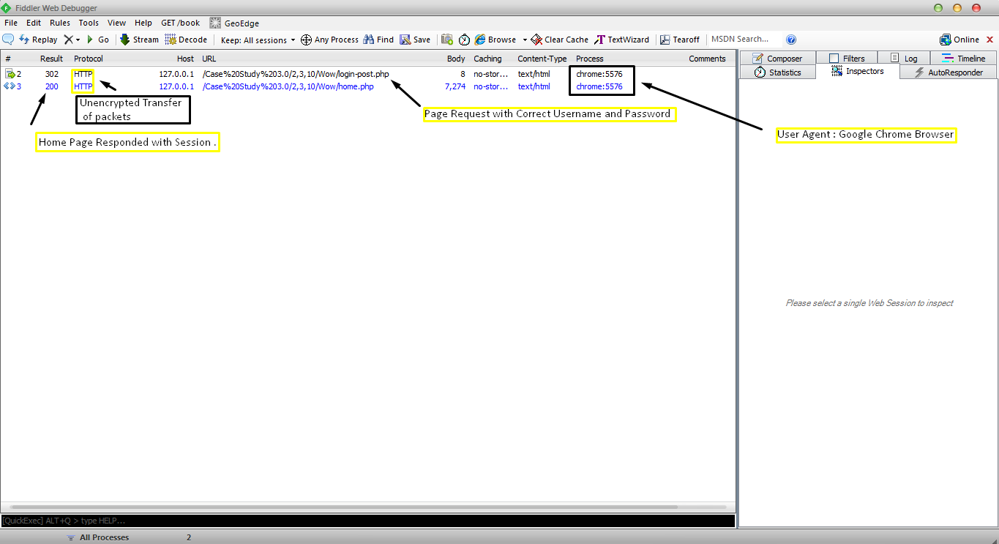 Fiddler Web Debugger
File Edit Rules Tools View Help GET /book GeoEdge
Replay Go Stream Decode Keep: All sessions Any Process Find Save Browse Clear Cache TextWizard Tearoff MSDN Search... Online
# Result Protocol Host URL Body Caching Content-Type Process Comments
2 302 HTTP 127.0.0.1 /Case%20Study%203.0/2,3,10/Wow/login-post.php 8 no-stor... text/html chrome:5576
3 200 HTTP 127.0.0.1 /Case%20Study%203.0/2,3,10/Wow/home.php 7,274 no-stor... text/html chrome:5576
Unencrypted Transfer
of packets
Page Request with Correct Username and Password
Home Page Responded with Session .
Composer Filters Log Timeline
Statistics Inspectors AutoResponder
User Agent : Google Chrome Browser
Please select a single Web Session to inspect
[QuickExec] ALT+Q > type HELP...
All Processes 2